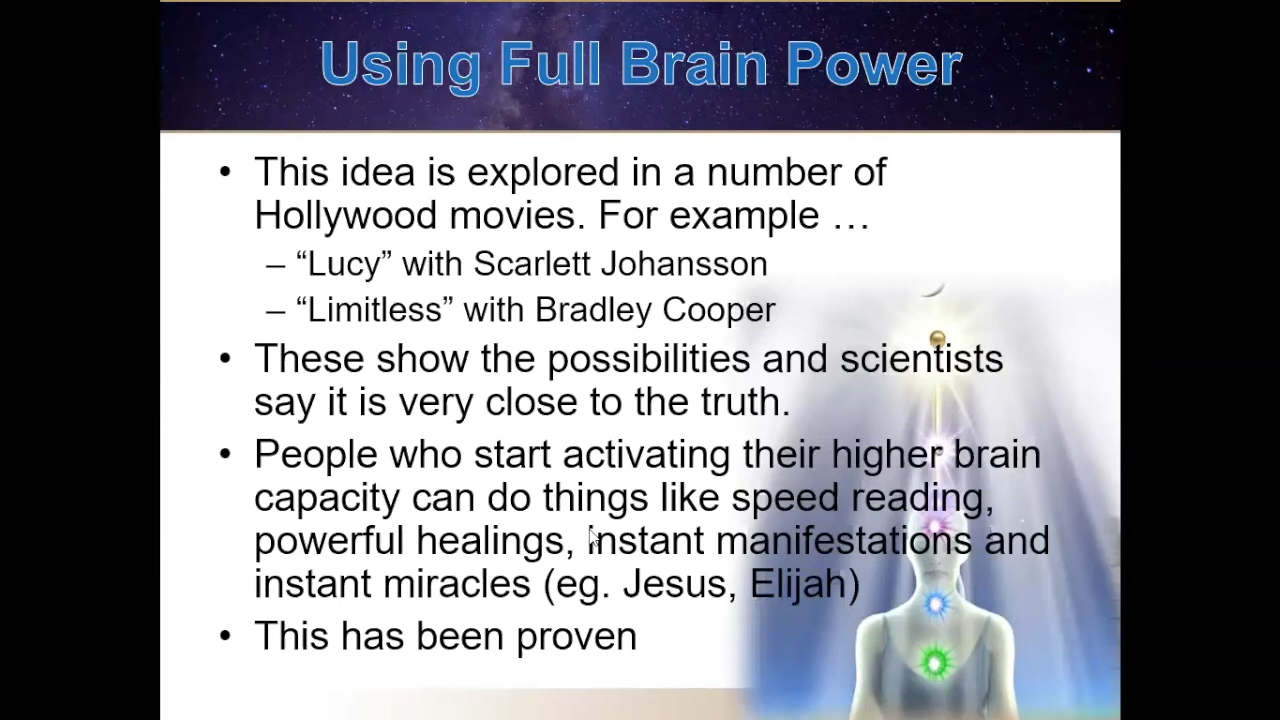 Using Full Brain Power
• This idea is explored in a number of
Hollywood movies. For example …
– “Lucy” with Scarlett Johansson
– “Limitless” with Bradley Cooper
• These show the possibilities and scientists
say it is very close to the truth.
• People who start activating their higher brain
capacity can do things like speed reading,
powerful healings, instant manifestations and
instant miracles (eg. Jesus, Elijah)
• This has been proven